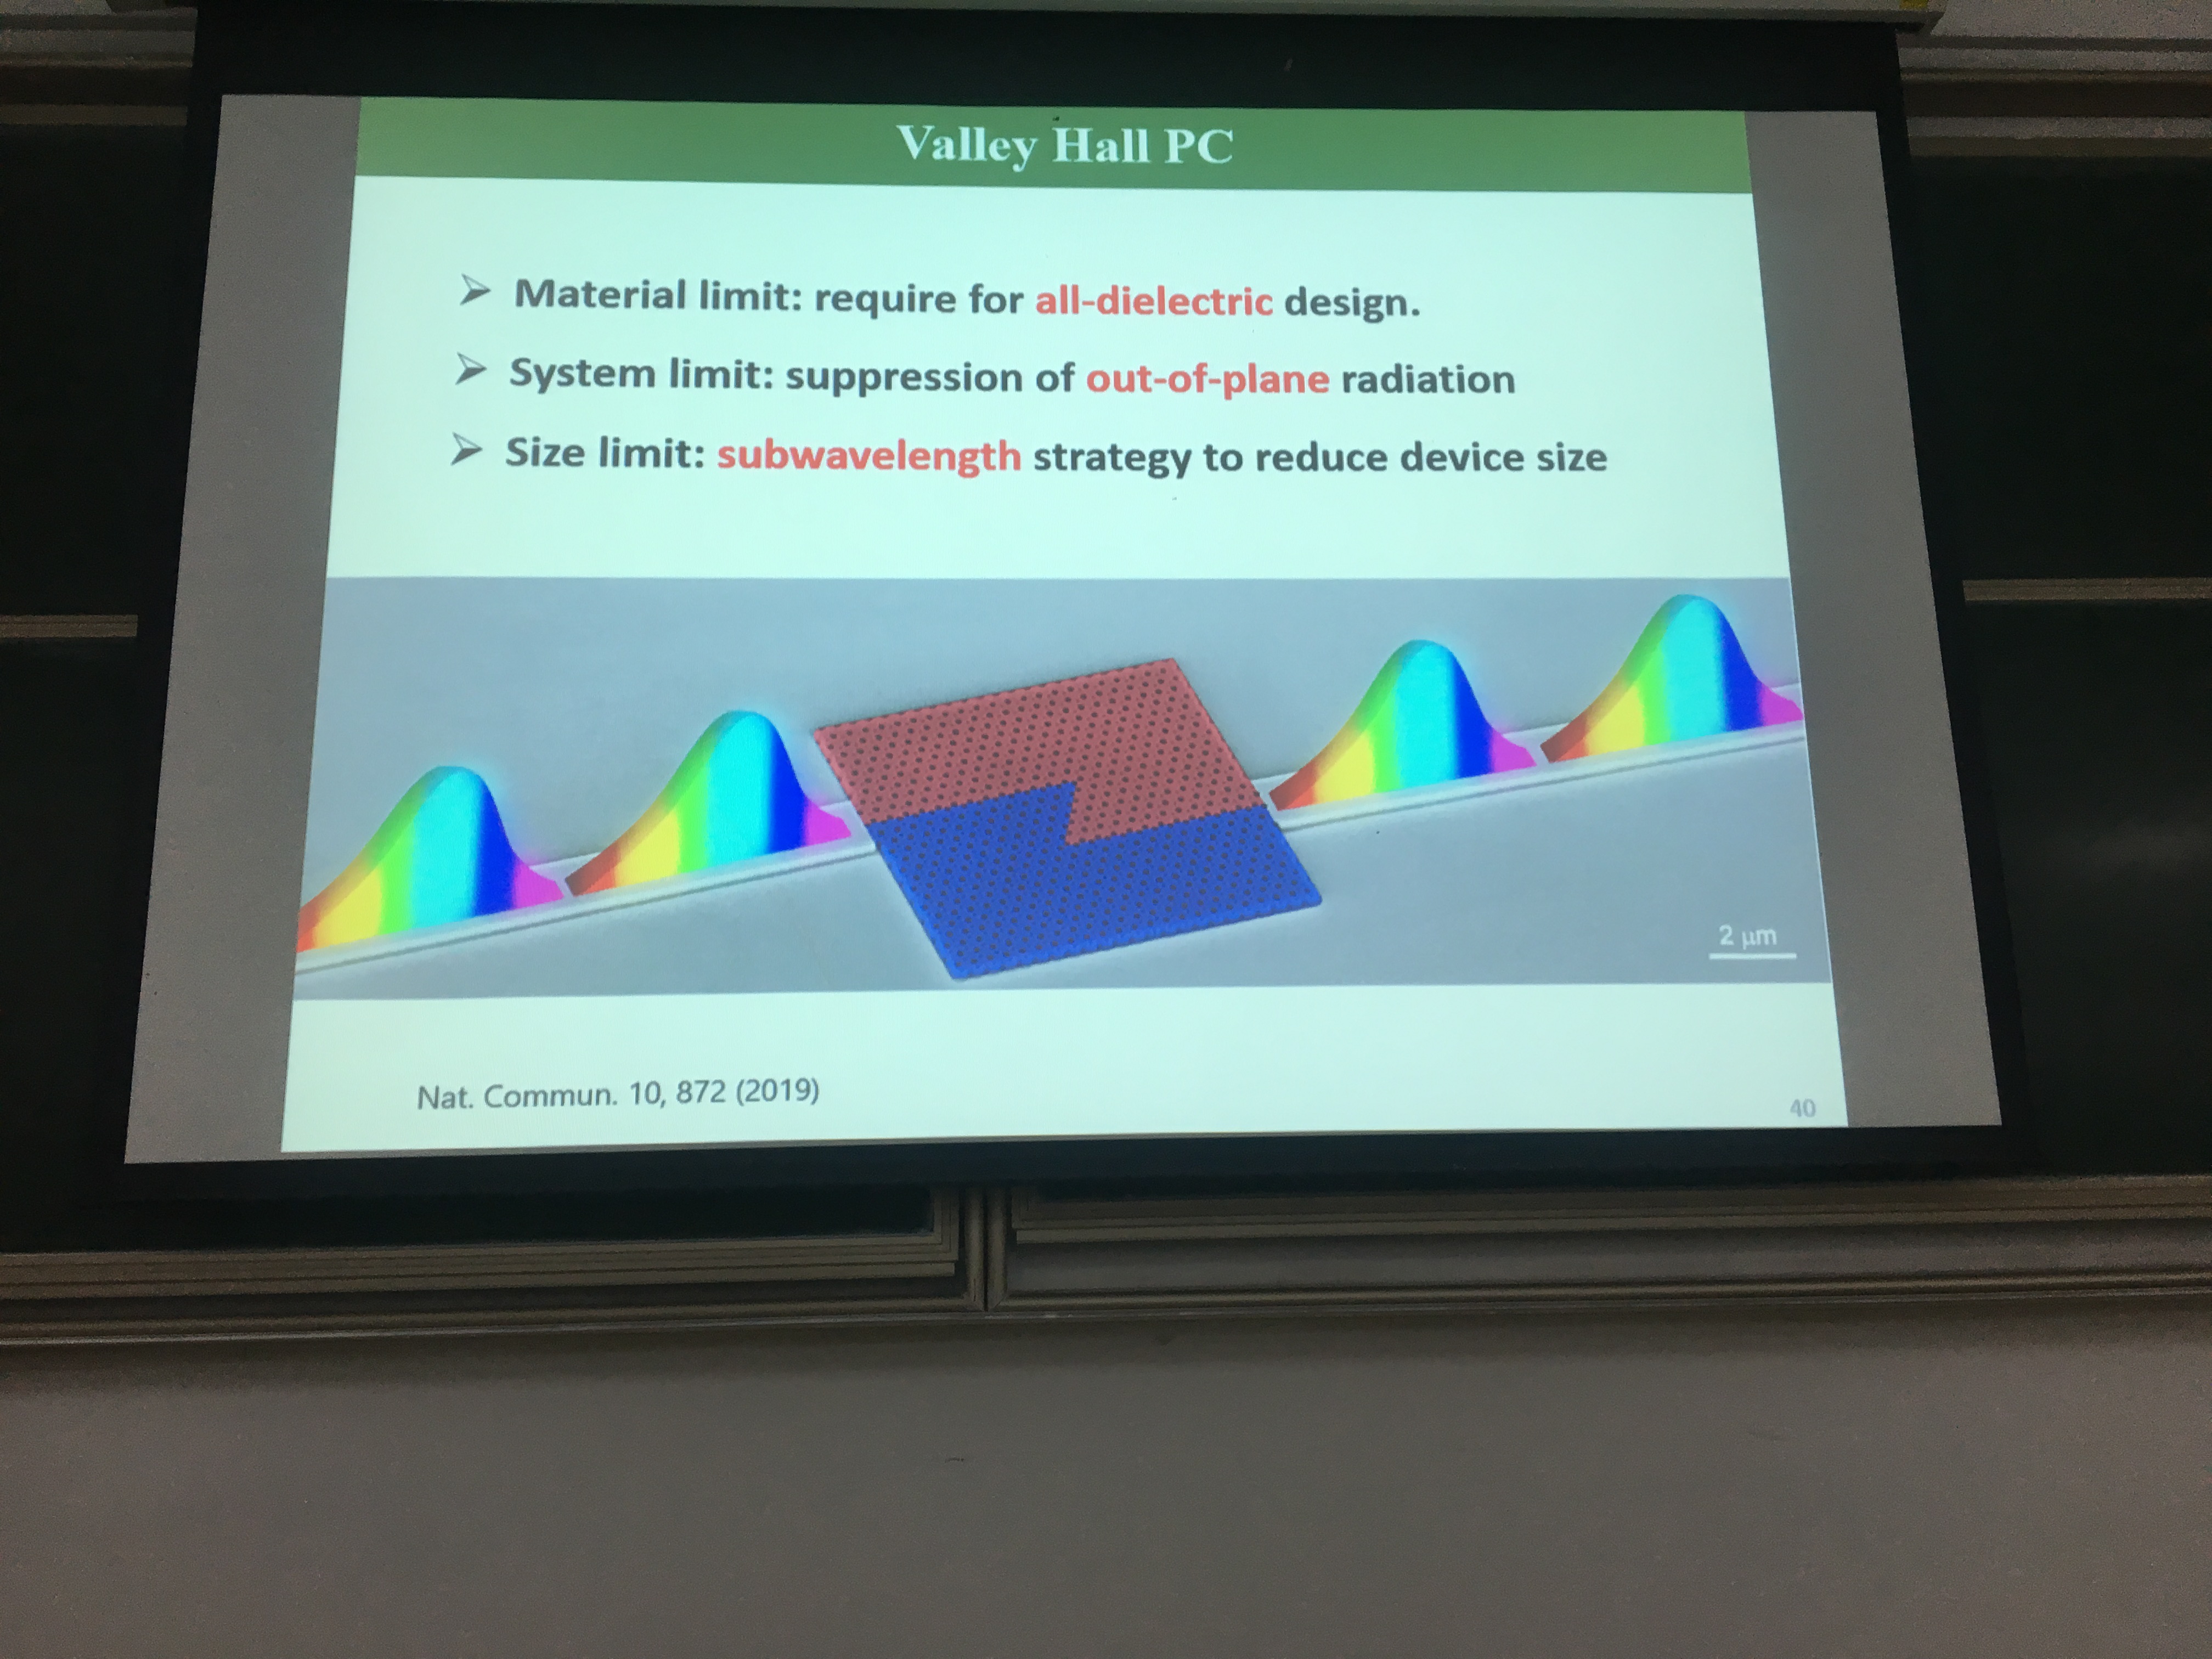 Valley Hall PC
➢ Material limit: require for all-dielectric design.
➢ System limit: suppression of out-of-plane radiation
➢ Size limit: subwavelength strategy to reduce device size
2 μm
Nat. Commun. 10, 872 (2019)
40